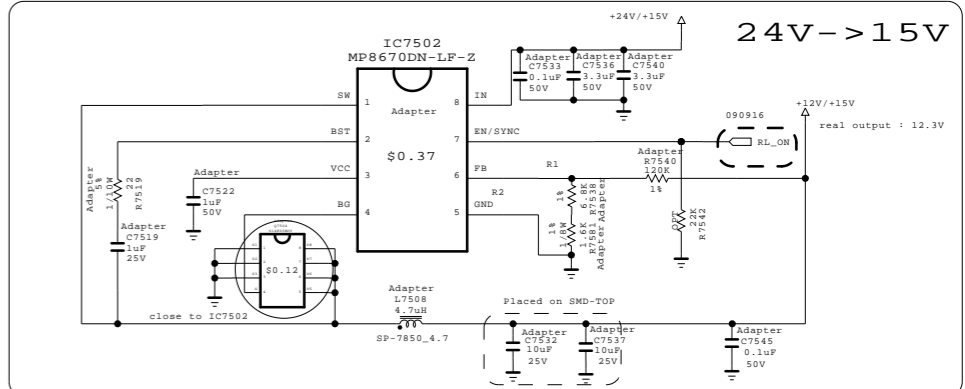 24V->15V
+24V/+15V
IC7502
MP8670DN-LF-Z
Adapter
C7533
0.1uF
50V
Adapter
C7536
3.3uF
50V
Adapter
C7540
3.3uF
50V
SW
1
BST
2
VCC
3
BG
4
Adapter
$0.37
8
IN
7
EN/SYNC
6
FB
5
GND
090916
RL_ON
+12V/+15V
real output : 12.3V
R1
R2
Adapter
R7540
120K
1%
1%
6.8K
R7538
Adapter
1%
1/8W
1.6K
R7581
Adapter
OPT
22K
R7542
Adapter
5%
1/10W
22
R7519
Adapter
C7519
1uF
25V
Adapter
C7522
1uF
50V
$0.12
close to IC7502
Adapter
L7508
4.7uH
SP-7850_4.7
Placed on SMD-TOP
Adapter
C7532
10uF
25V
Adapter
C7537
10uF
25V
Adapter
C7545
0.1uF
50V